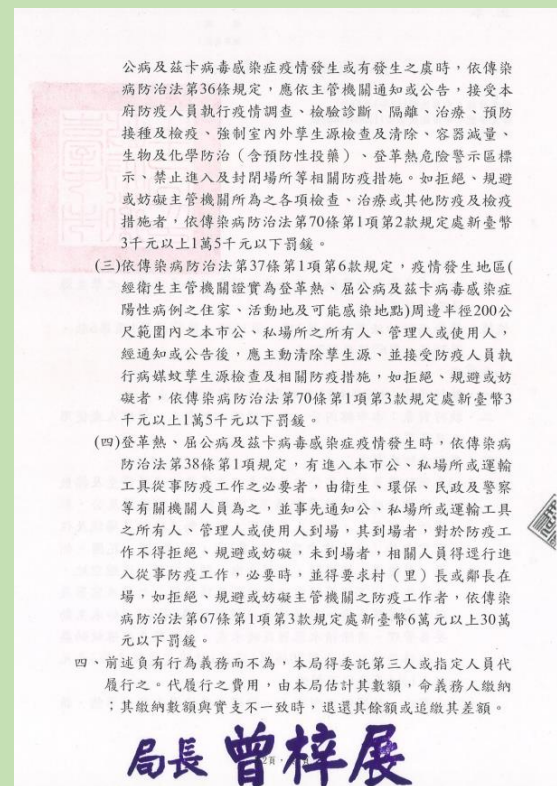 公病及茲卡病毒感染症疫情發生或有發生之虞時，依傳染
病防治法第36條規定，應依主管機關通知或公告，接受本
府防疫人員執行疫情調查、檢驗診斷、隔離、治療、預防
接種及檢疫、強制室內外孳生源檢查及清除、容器減量、
生物及化學防治（含預防性投藥）、登革熱危險警示區標
示、禁止進入及封閉場所等相關防疫措施。如拒絕、規避
或妨礙主管機關所為之各項檢查、治療或其他防疫及檢疫
措施者，依傳染病防治法第70條第1項第2款規定處新臺幣
3千元以上1萬5千元以下罰鍰。
(三)依傳染病防治法第37條第1項第6款規定，疫情發生地區(
經衛生主管機關證實為登革熱、屈公病及茲卡病毒感染症
陽性病例之住家、活動地及可能感染地點)周邊半徑200公
尺範圍內之本市公、私場所之所有人、管理人或使用人，
經通知或公告後，應主動清除孳生源、並接受防疫人員執
行病媒蚊孳生源檢查及相關防疫措施，如拒絕、規避或妨
礙者，依傳染病防治法第70條第1項第3款規定處新臺幣3
千元以上1萬5千元以下罰鍰。
(四)登革熱、屈公病及茲卡病毒感染症疫情發生時，依傳染病
防治法第38條第1項規定，有進入本市公、私場所或運輸
工具從事防疫工作之必要者，由衛生、環保、民政及警察
等有關機關人員為之，並事先通知公、私場所或運輸工具
之所有人、管理人或使用人到場，其到場者，對於防疫工
作不得拒絕、規避或妨礙，未到場者，相關人員得逕行進
入從事防疫工作，必要時，並得要求村（里）長或鄰長在
場，如拒絕、規避或妨礙主管機關之防疫工作者，依傳染
病防治法第67條第1項第3款規定處新臺幣6萬元以上30萬
元以下罰鍰。
四、前述負有行為義務而不為，本局得委託第三人或指定人員代
履行之。代履行之費用，由本局估計其數額，命義務人繳納
；其繳納數額與實支不一致時，退還其餘額或追繳其差額。
局長 曾梓展